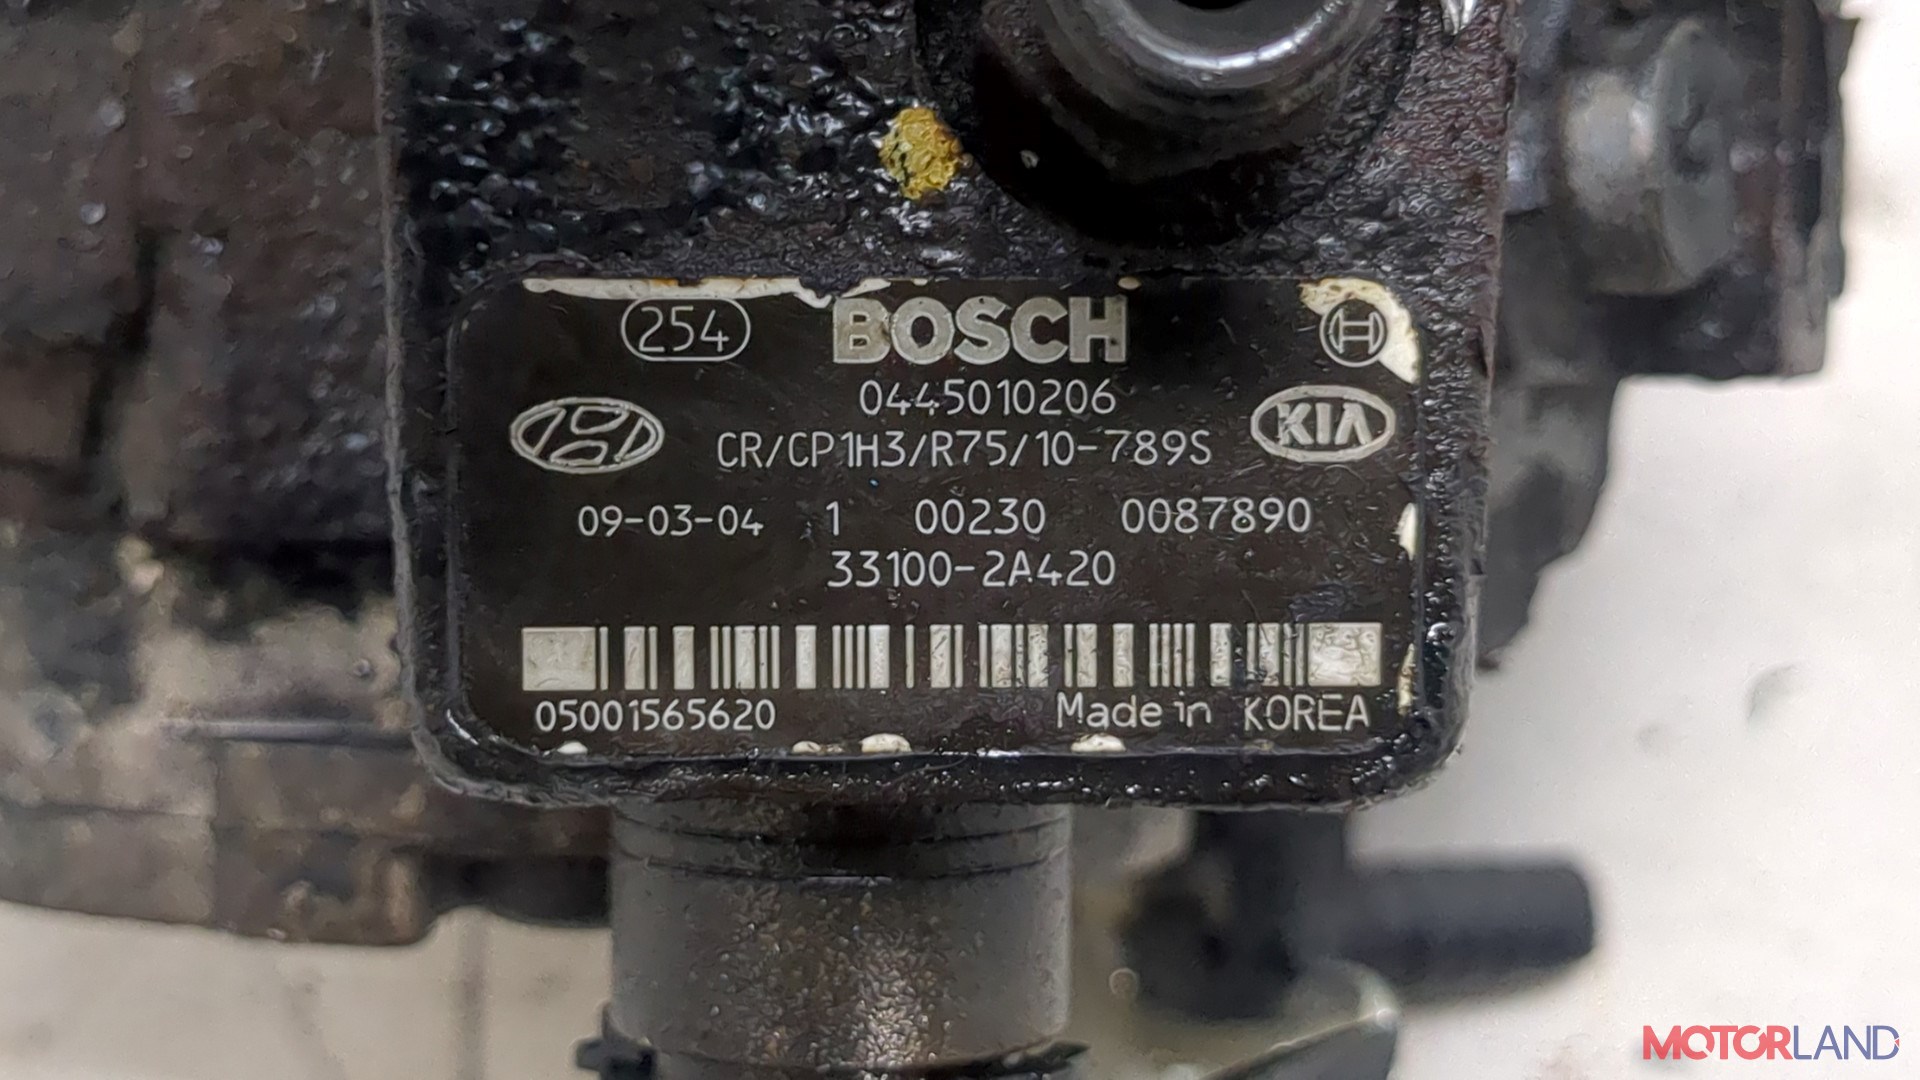 254 BOSCH
0445010206
KIA
CR/CP1H3/R75/10-789S
09-03-04 1 00230 0087890
33100-2A420
05001565620 Made in KOREA
MOTORLAND